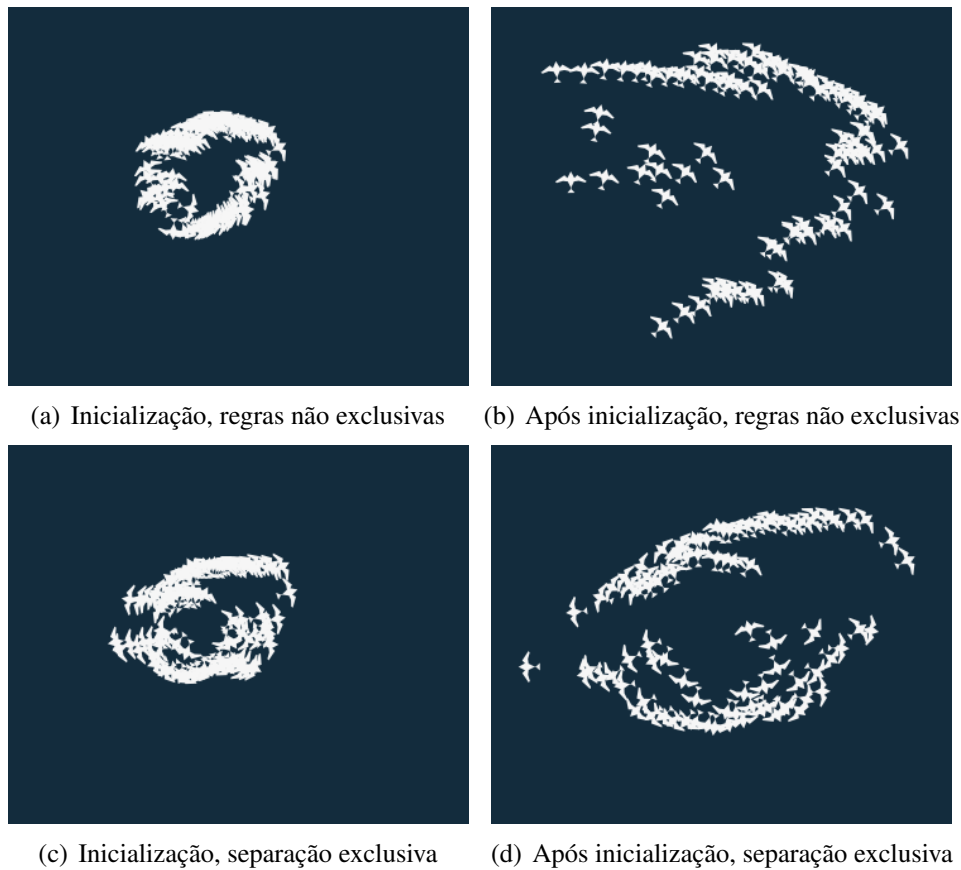 (a) Inicialização, regras não exclusivas
(b) Após inicialização, regras não exclusivas
(c) Inicialização, separação exclusiva
(d) Após inicialização, separação exclusiva